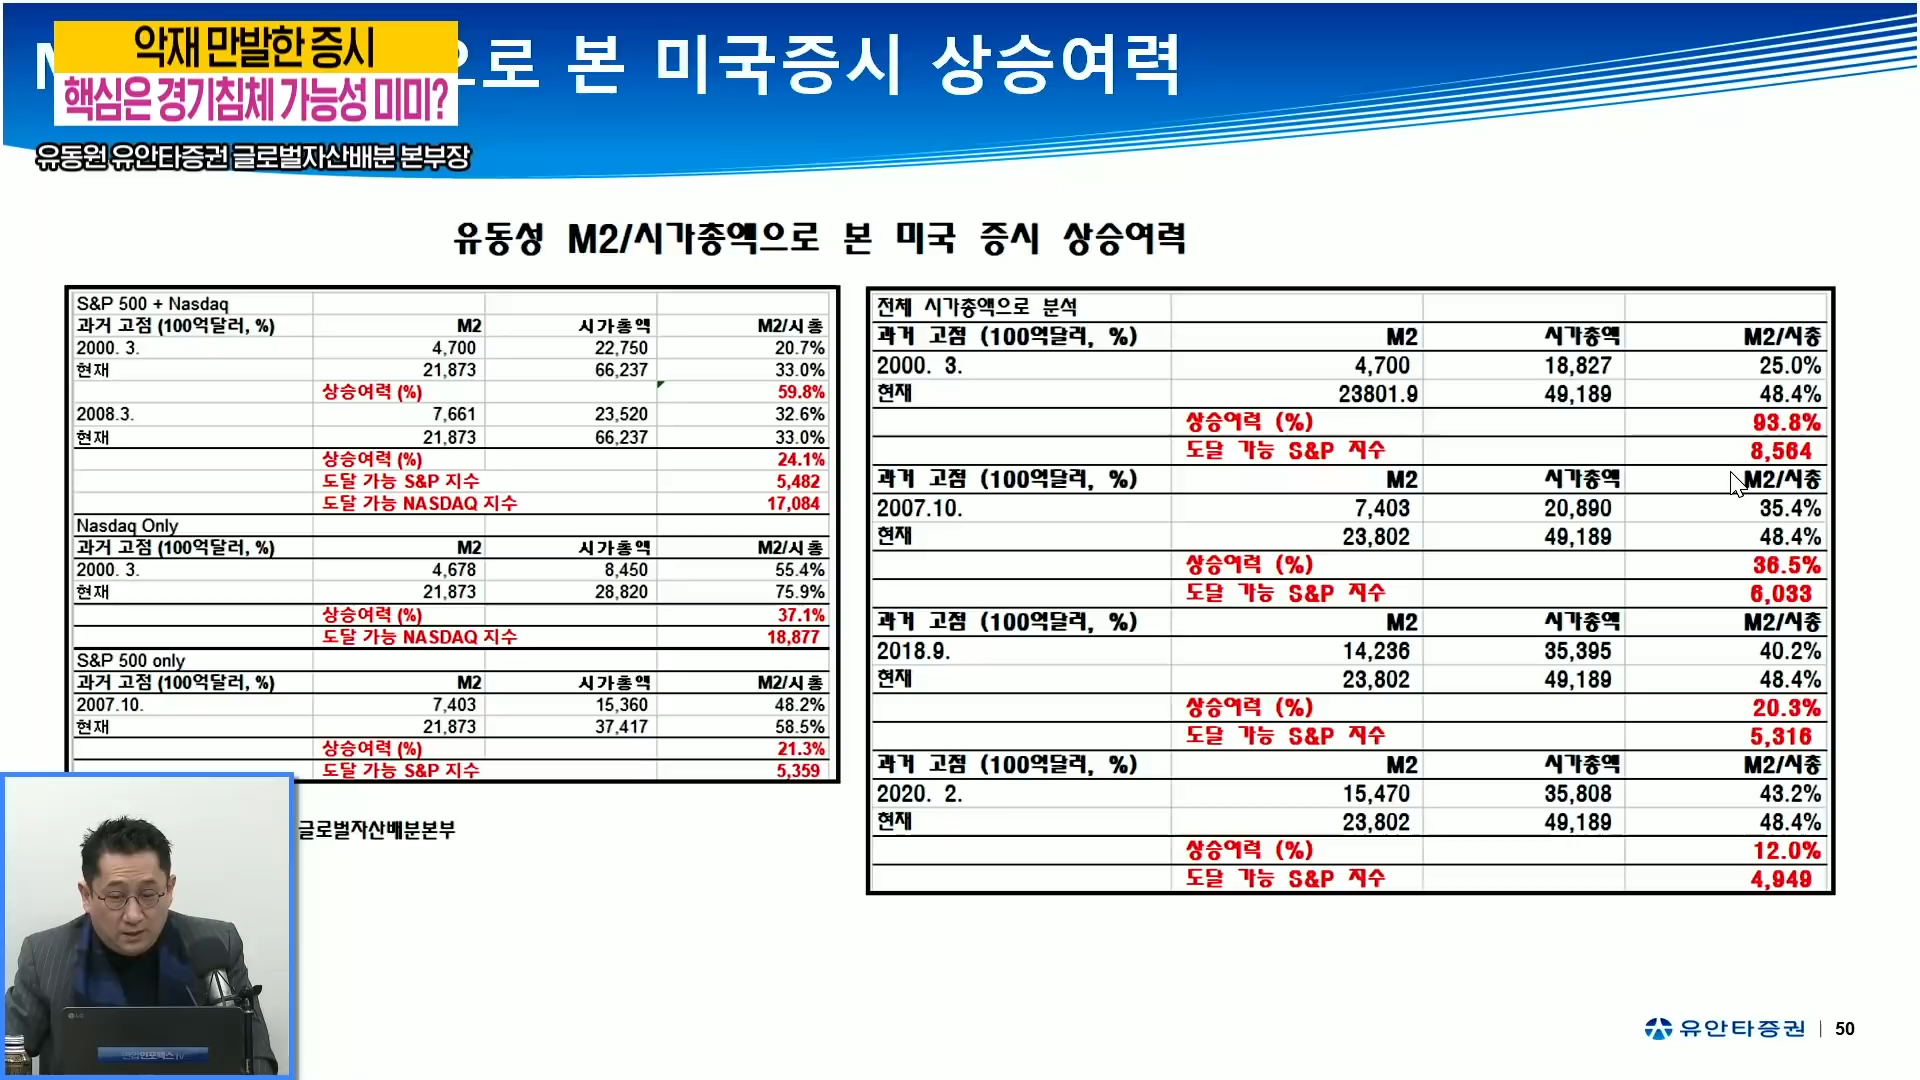 악재 만발한 증시
핵심은 경기침체 가능성 미미?
으로 본 미국증시 상승여력
유동원 유안타증권 글로벌자산배분 본부장
유동성 M2/시가총액으로 본 미국 증시 상승여력
S&P 500 + Nasdaq
과거 고점 (100억달러, %) M2 시가총액 M2/시총
2000. 3. 4,700 22,750 20.7%
현재 21,873 66,237 33.0%
상승여력 (%) 59.8%
2008.3. 7,661 23,520 32.6%
현재 21,873 66,237 33.0%
상승여력 (%) 24.1%
도달 가능 S&P 지수 5,482
도달 가능 NASDAQ 지수 17,084
Nasdaq Only
과거 고점 (100억달러, %) M2 시가총액 M2/시총
2000. 3. 4,678 8,450 55.4%
현재 21,873 28,820 75.9%
상승여력 (%) 37.1%
도달 가능 NASDAQ 지수 18,877
S&P 500 only
과거 고점 (100억달러, %) M2 시가총액 M2/시총
2007.10. 7,403 15,360 48.2%
현재 21,873 37,417 58.5%
상승여력 (%) 21.3%
도달 가능 S&P 지수 5,359
글로벌자산배분본부
전체 시가총액으로 분석
과거 고점 (100억달러, %) M2 시가총액 M2/시총
2000. 3. 4,700 18,827 25.0%
현재 23801.9 49,189 48.4%
상승여력 (%) 93.8%
도달 가능 S&P 지수 8,564
과거 고점 (100억달러, %) M2 시가총액 M2/시총
2007.10. 7,403 20,890 35.4%
현재 23,802 49,189 48.4%
상승여력 (%) 36.5%
도달 가능 S&P 지수 6,033
과거 고점 (100억달러, %) M2 시가총액 M2/시총
2018.9. 14,236 35,395 40.2%
현재 23,802 49,189 48.4%
상승여력 (%) 20.3%
도달 가능 S&P 지수 5,316
과거 고점 (100억달러, %) M2 시가총액 M2/시총
2020. 2. 15,470 35,808 43.2%
현재 23,802 49,189 48.4%
상승여력 (%) 12.0%
도달 가능 S&P 지수 4,949
LG
연합인포맥스TV
유안타증권 | 50